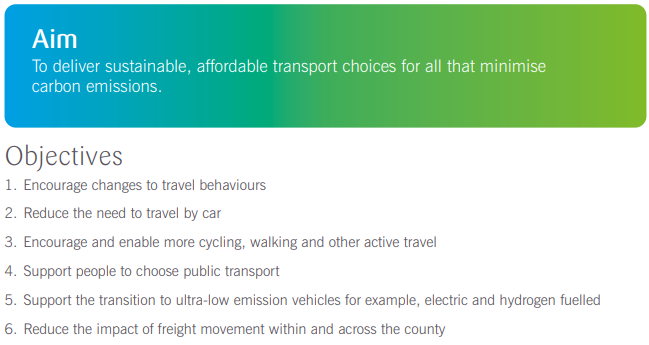 Aim
To deliver sustainable, affordable transport choices for all that minimise
carbon emissions.
Objectives
1. Encourage changes to travel behaviours
2. Reduce the need to travel by car
3. Encourage and enable more cycling, walking and other active travel
4. Support people to choose public transport
5. Support the transition to ultra-low emission vehicles for example, electric and hydrogen fuelled
6. Reduce the impact of freight movement within and across the county